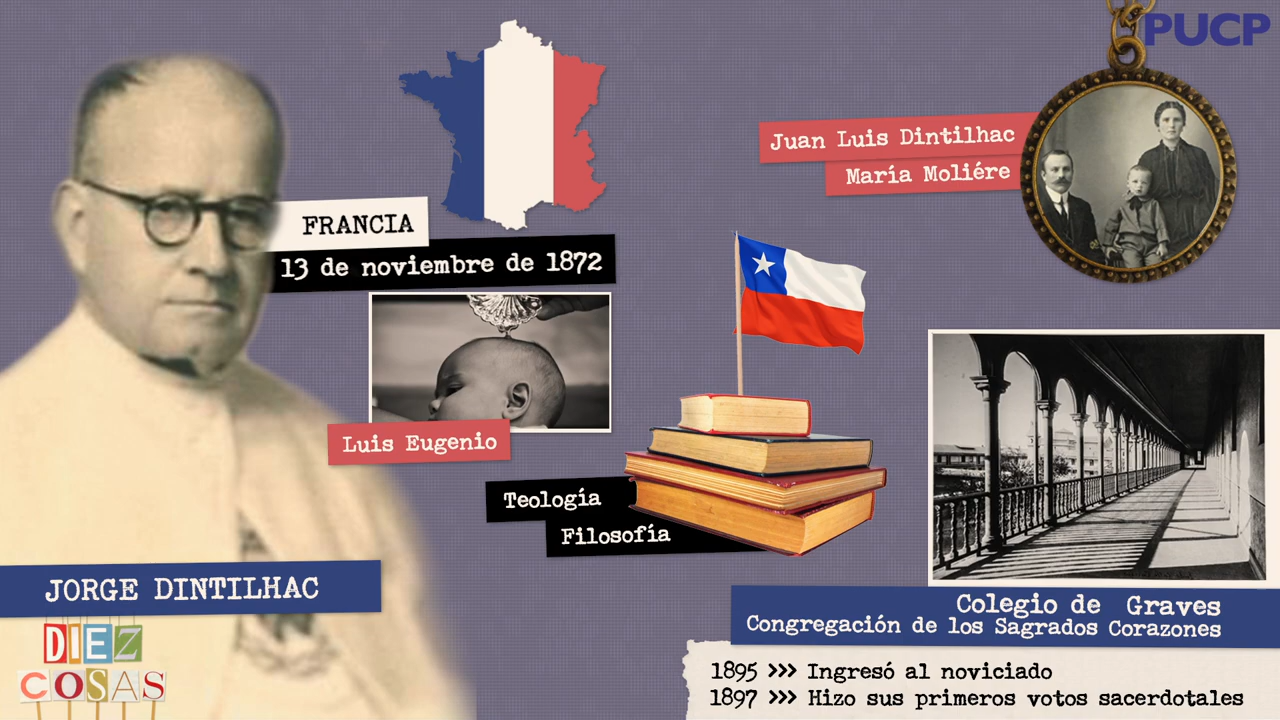 PUCP
Juan Luis Dintilhac
María Moliére
FRANCIA
13 de noviembre de 1872
Luis Eugenio
Teología
Filosofía
JORGE DINTILHAC
DIEZ
COSAS
Colegio de Graves
Congregación de los Sagrados Corazones
1895 >>> Ingresó al noviciado
1897 >>> Hizo sus primeros votos sacerdotales